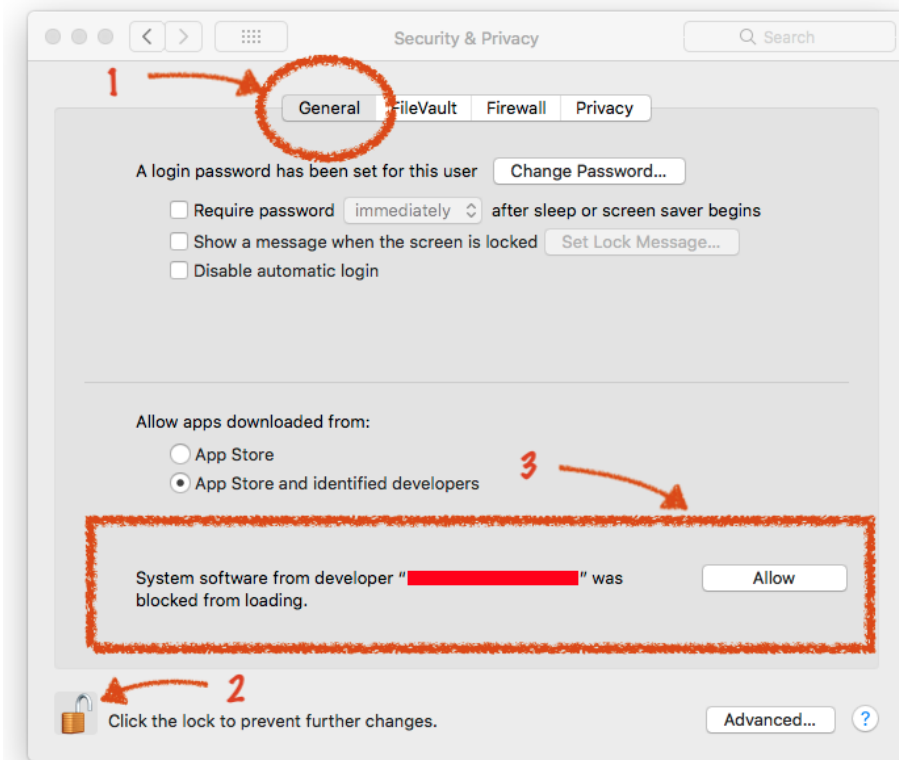 Security & Privacy
Search
1
General FileVault Firewall Privacy
A login password has been set for this user Change Password...
Require password immediately after sleep or screen saver begins
Show a message when the screen is locked Set Lock Message...
Disable automatic login
Allow apps downloaded from:
App Store
3
App Store and identified developers
System software from developer “ ” was
blocked from loading.
Allow
2
Click the lock to prevent further changes.
Advanced... ?